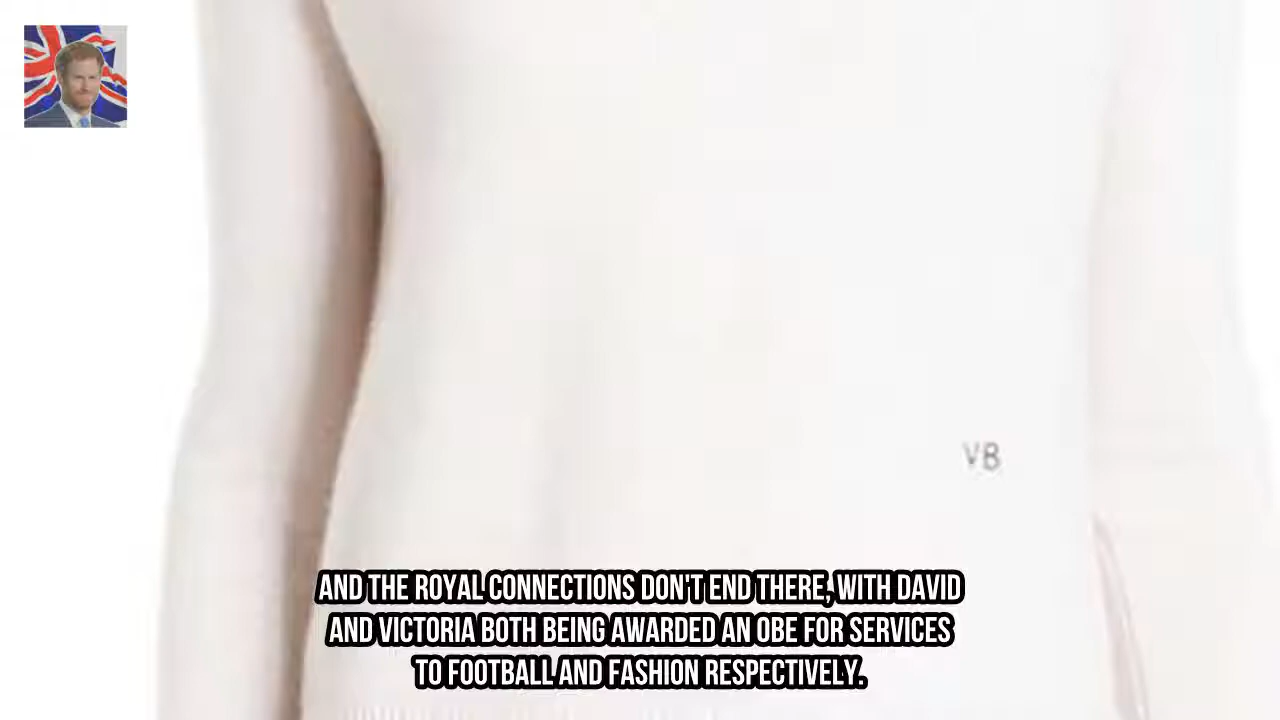 VB
AND THE ROYAL CONNECTIONS DON'T END THERE, WITH DAVID
AND VICTORIA BOTH BEING AWARDED AN OBE FOR SERVICES
TO FOOTBALL AND FASHION RESPECTIVELY.